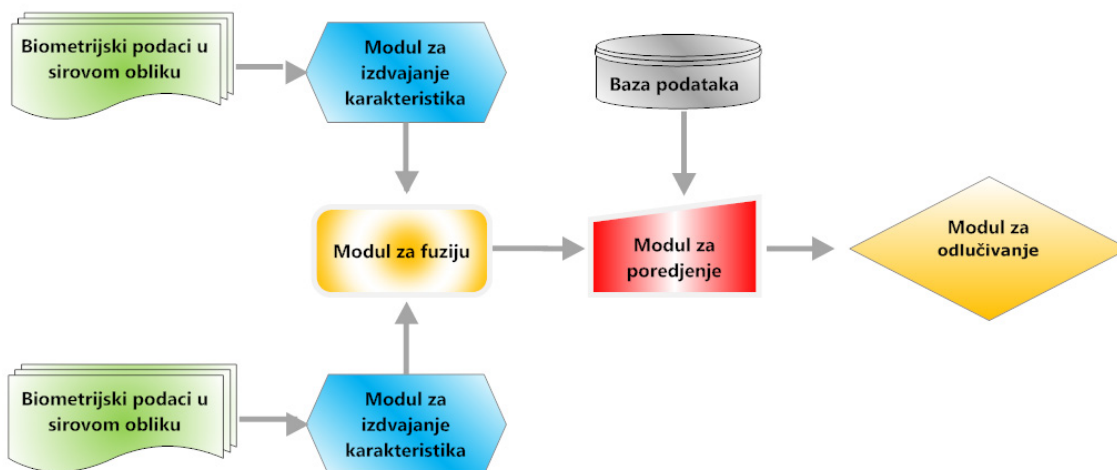 Biometrijski podaci u
sirovom obliku
Modul za
izdvajanje
karakteristika
Baza podataka
Modul za fuziju
Modul za
poredjenje
Modul za
odlučivanje
Biometrijski podaci u
sirovom obliku
Modul za
izdvajanje
karakteristika